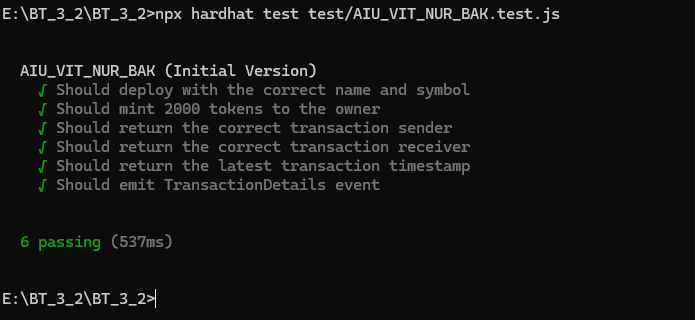 E:\BT_3_2\BT_3_2>npx hardhat test test/AIU_VIT_NUR_BAK.test.js
AIU_VIT_NUR_BAK (Initial Version)
√ Should deploy with the correct name and symbol
√ Should mint 2000 tokens to the owner
√ Should return the correct transaction sender
√ Should return the correct transaction receiver
√ Should return the latest transaction timestamp
√ Should emit TransactionDetails event
6 passing (537ms)
E:\BT_3_2\BT_3_2>